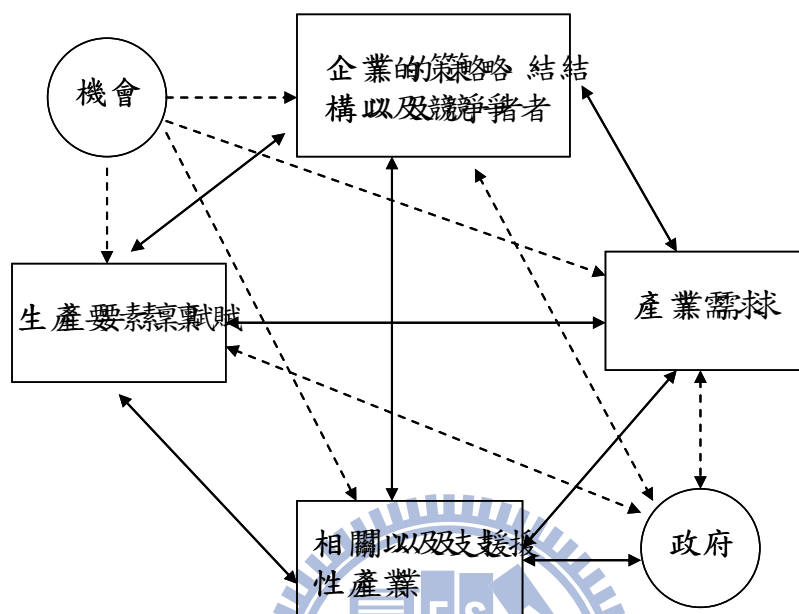 機會
企業的策略、結
構以及競爭者
生產要素稟賦
產業需求
相關以及支援
性產業
政府
ES